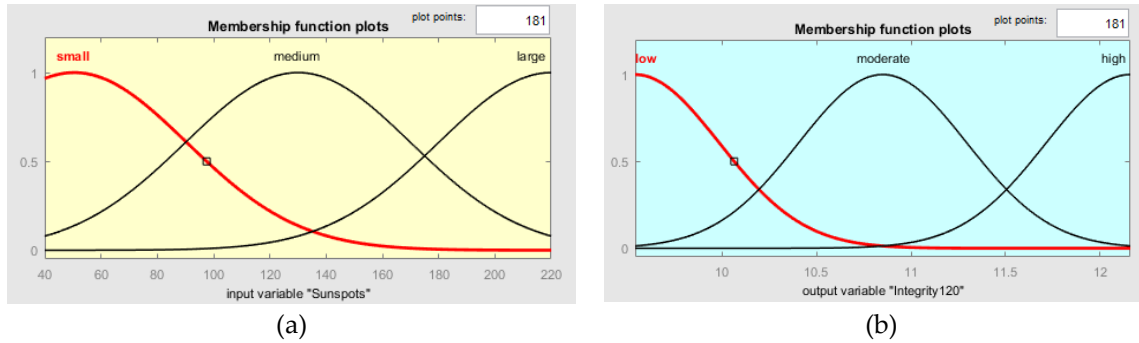 plot points: 181
Membership function plots
small medium large
1
0.5
0
40 60 80 100 120 140 160 180 200 220
input variable "Sunspots"
(a)
plot points: 181
Membership function plots
low moderate high
1
0.5
0
10 10.5 11 11.5 12
output variable "Integrity120"
(b)